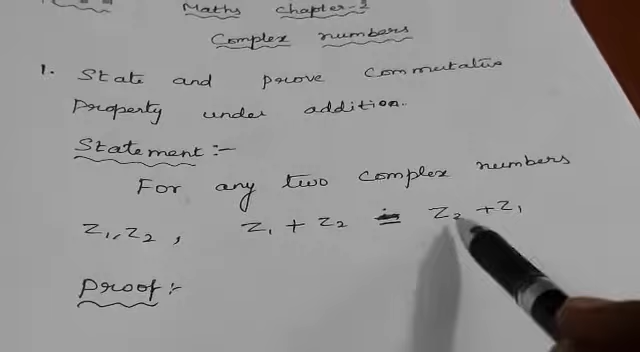 Maths Chapter-
Complex numbers
1. State and prove Commutative
Property under addition.
Statement:-
For any two Complex numbers
Z₁, Z₂, Z₁ + Z₂ = Z₂ + Z₁
Proof:-